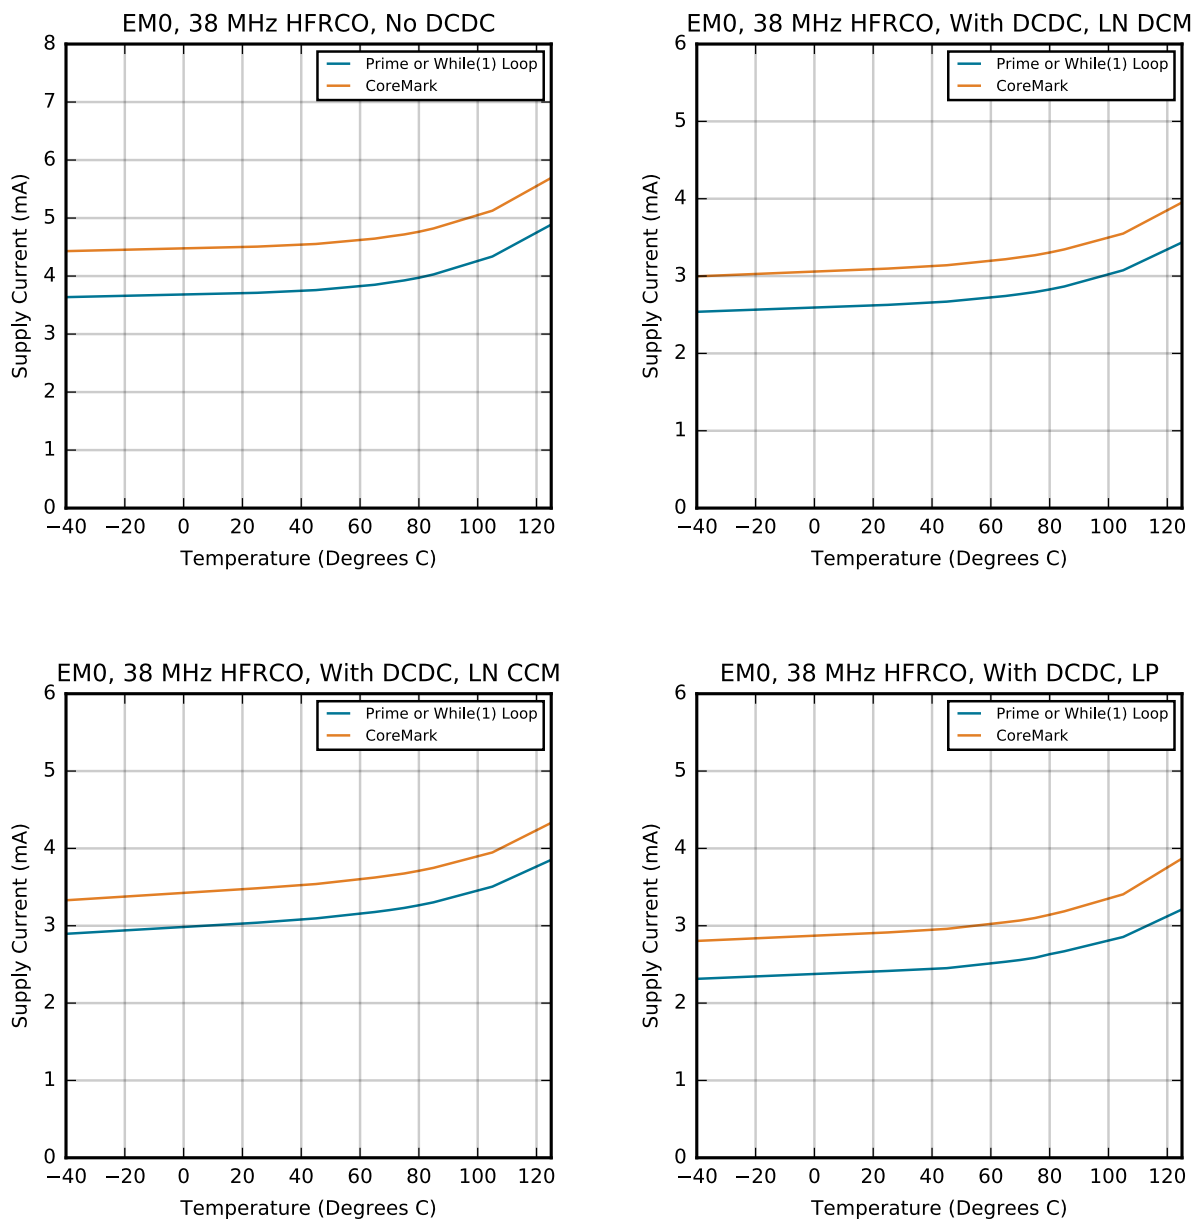 EM0, 38 MHz HFRCO, No DCDC
8
7
6
5
4
3
2
1
0
Supply Current (mA)
Prime or While(1) Loop
CoreMark
−40 −20 0 20 40 60 80 100 120
Temperature (Degrees C)
EM0, 38 MHz HFRCO, With DCDC, LN DCM
6
5
4
3
2
1
0
Supply Current (mA)
Prime or While(1) Loop
CoreMark
−40 −20 0 20 40 60 80 100 120
Temperature (Degrees C)
EM0, 38 MHz HFRCO, With DCDC, LN CCM
6
5
4
3
2
1
0
Supply Current (mA)
Prime or While(1) Loop
CoreMark
−40 −20 0 20 40 60 80 100 120
Temperature (Degrees C)
EM0, 38 MHz HFRCO, With DCDC, LP
6
5
4
3
2
1
0
Supply Current (mA)
Prime or While(1) Loop
CoreMark
−40 −20 0 20 40 60 80 100 120
Temperature (Degrees C)